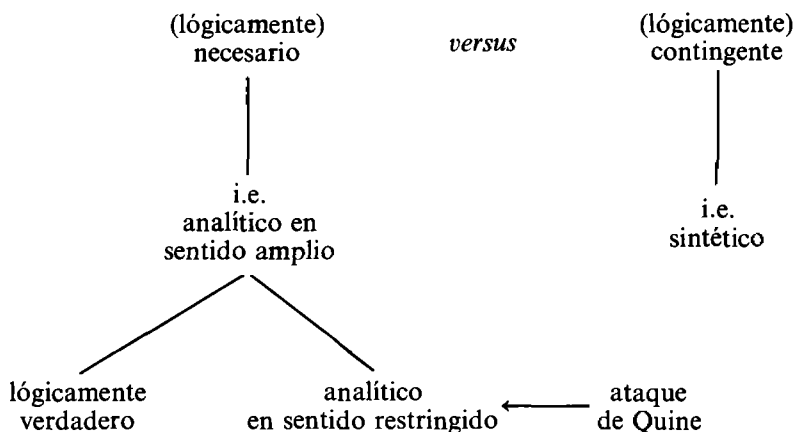 (lógicamente)
necesario
versus
(lógicamente)
contingente
i.e.
analítico en
sentido amplio
i.e.
sintético
lógicamente
verdadero
analítico
en sentido restringido
ataque
de Quine